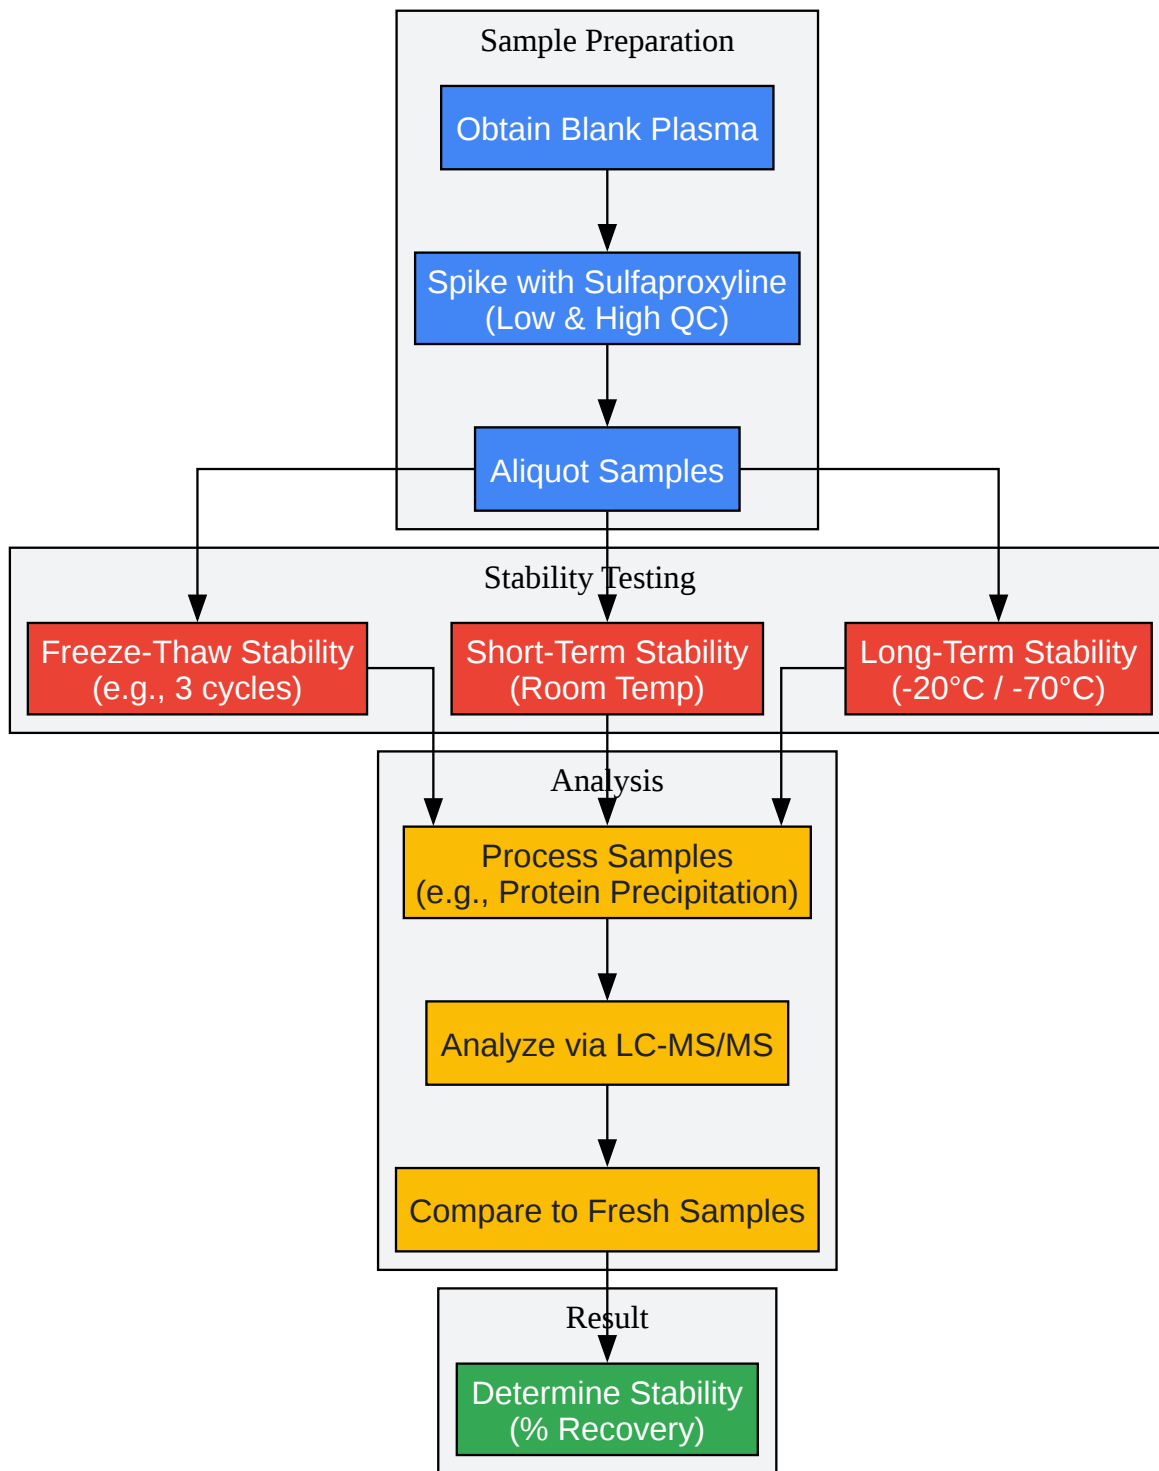 Sample Preparation
Obtain Blank Plasma
Spike with Sulfaproxyline
(Low & High QC)
Aliquot Samples
Stability Testing
Freeze-Thaw Stability
(e.g., 3 cycles)
Short-Term Stability
(Room Temp)
Long-Term Stability
(-20°C / -70°C)
Analysis
Process Samples
(e.g., Protein Precipitation)
Analyze via LC-MS/MS
Compare to Fresh Samples
Result
Determine Stability
(% Recovery)